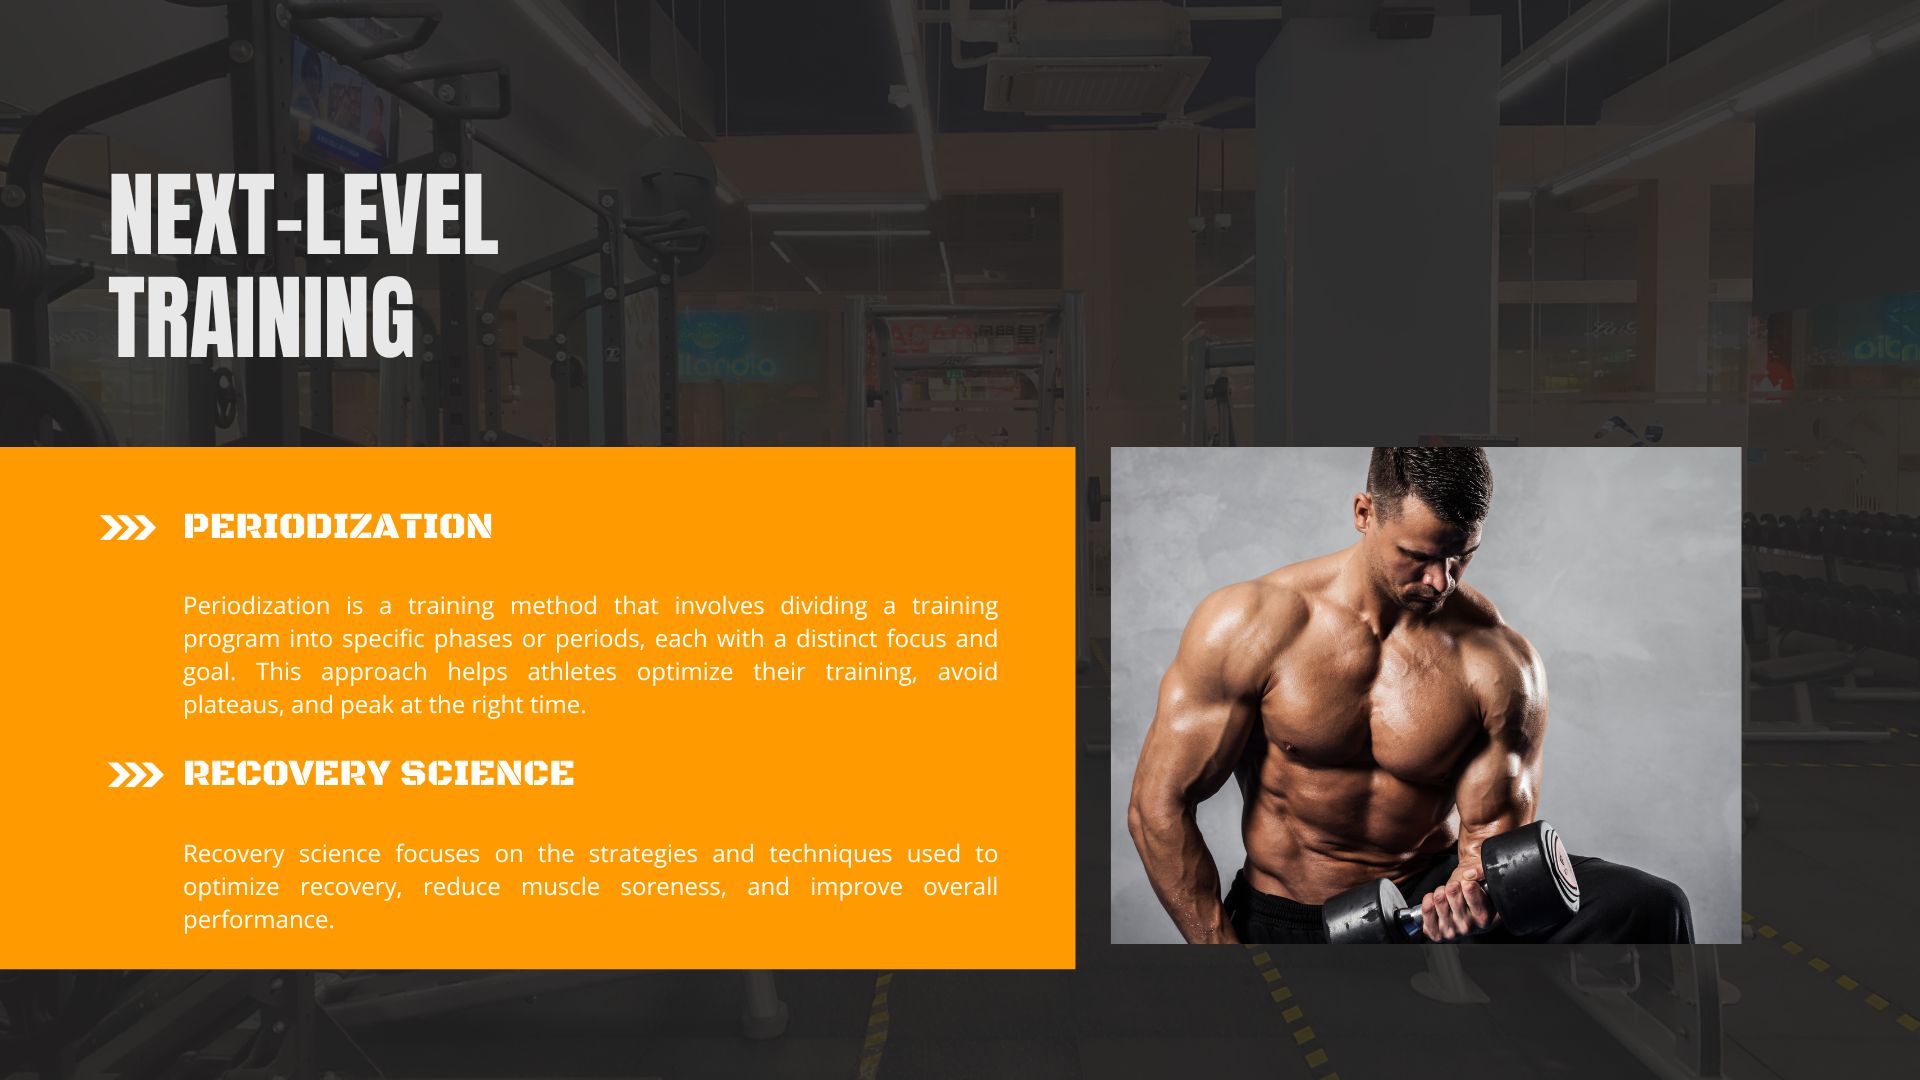 NEXT-LEVEL
TRAINING
PERIODIZATION
Periodization is a training method that involves dividing a training
program into specific phases or periods, each with a distinct focus and
goal. This approach helps athletes optimize their training, avoid
plateaus, and peak at the right time.
RECOVERY SCIENCE
Recovery science focuses on the strategies and techniques used to
optimize recovery, reduce muscle soreness, and improve overall
performance.